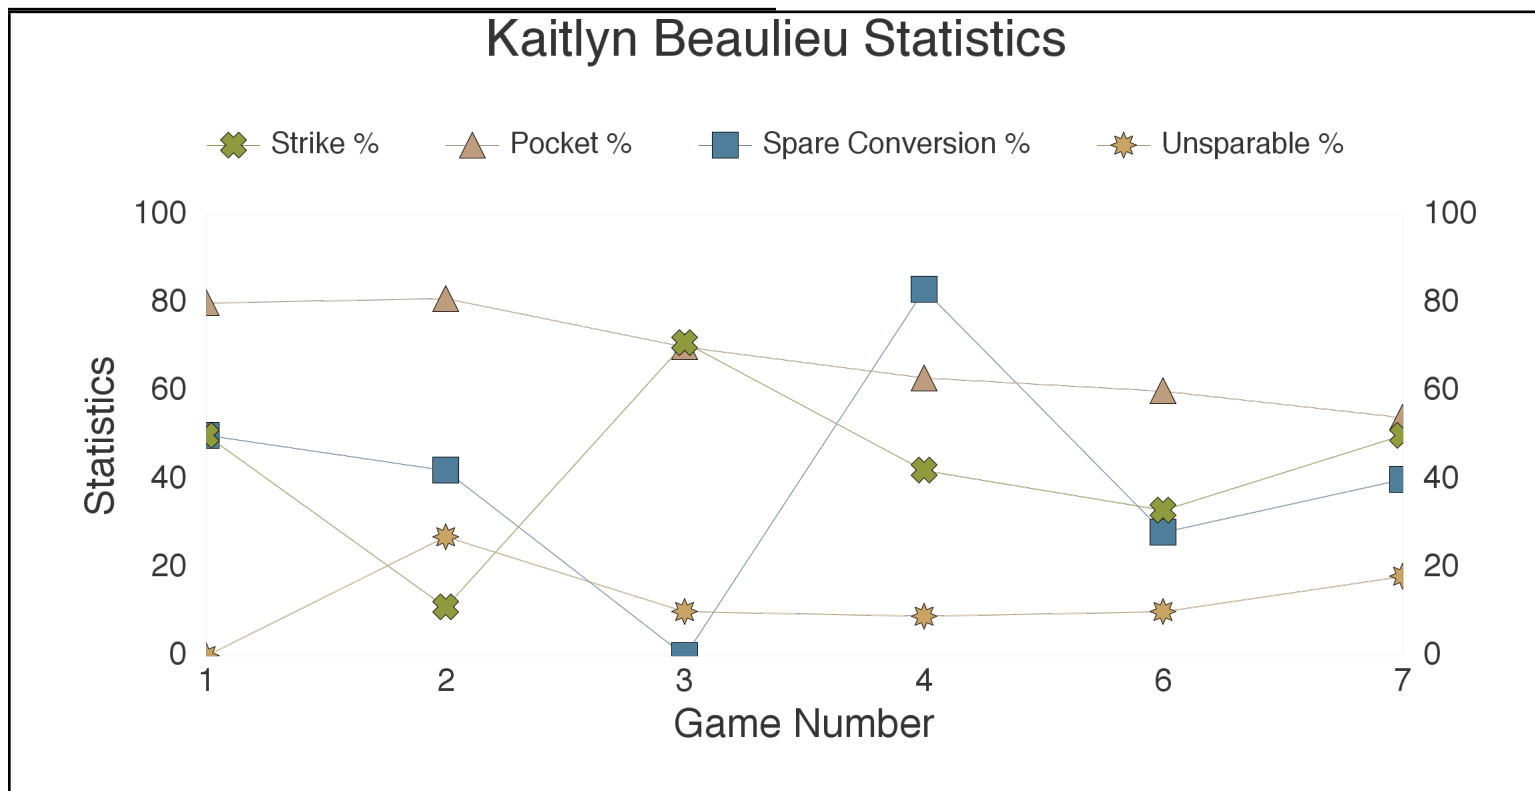 Kaitlyn Beaulieu Statistics
Strike % Pocket % Spare Conversion % Unsparable %
100 100
80 80
60 60
40 40
20 20
0 0
Statistics
1 2 3 4 6 7
Game Number